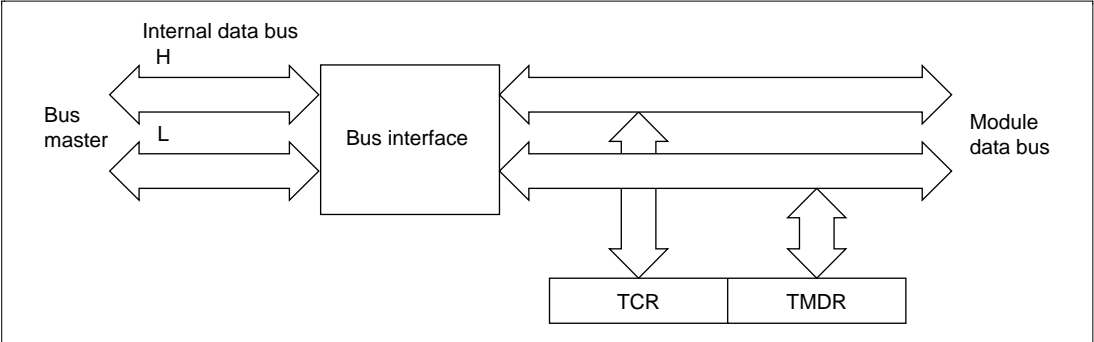 Internal data bus
H
Bus
master
L
Bus interface
Module
data bus
TCR
TMDR